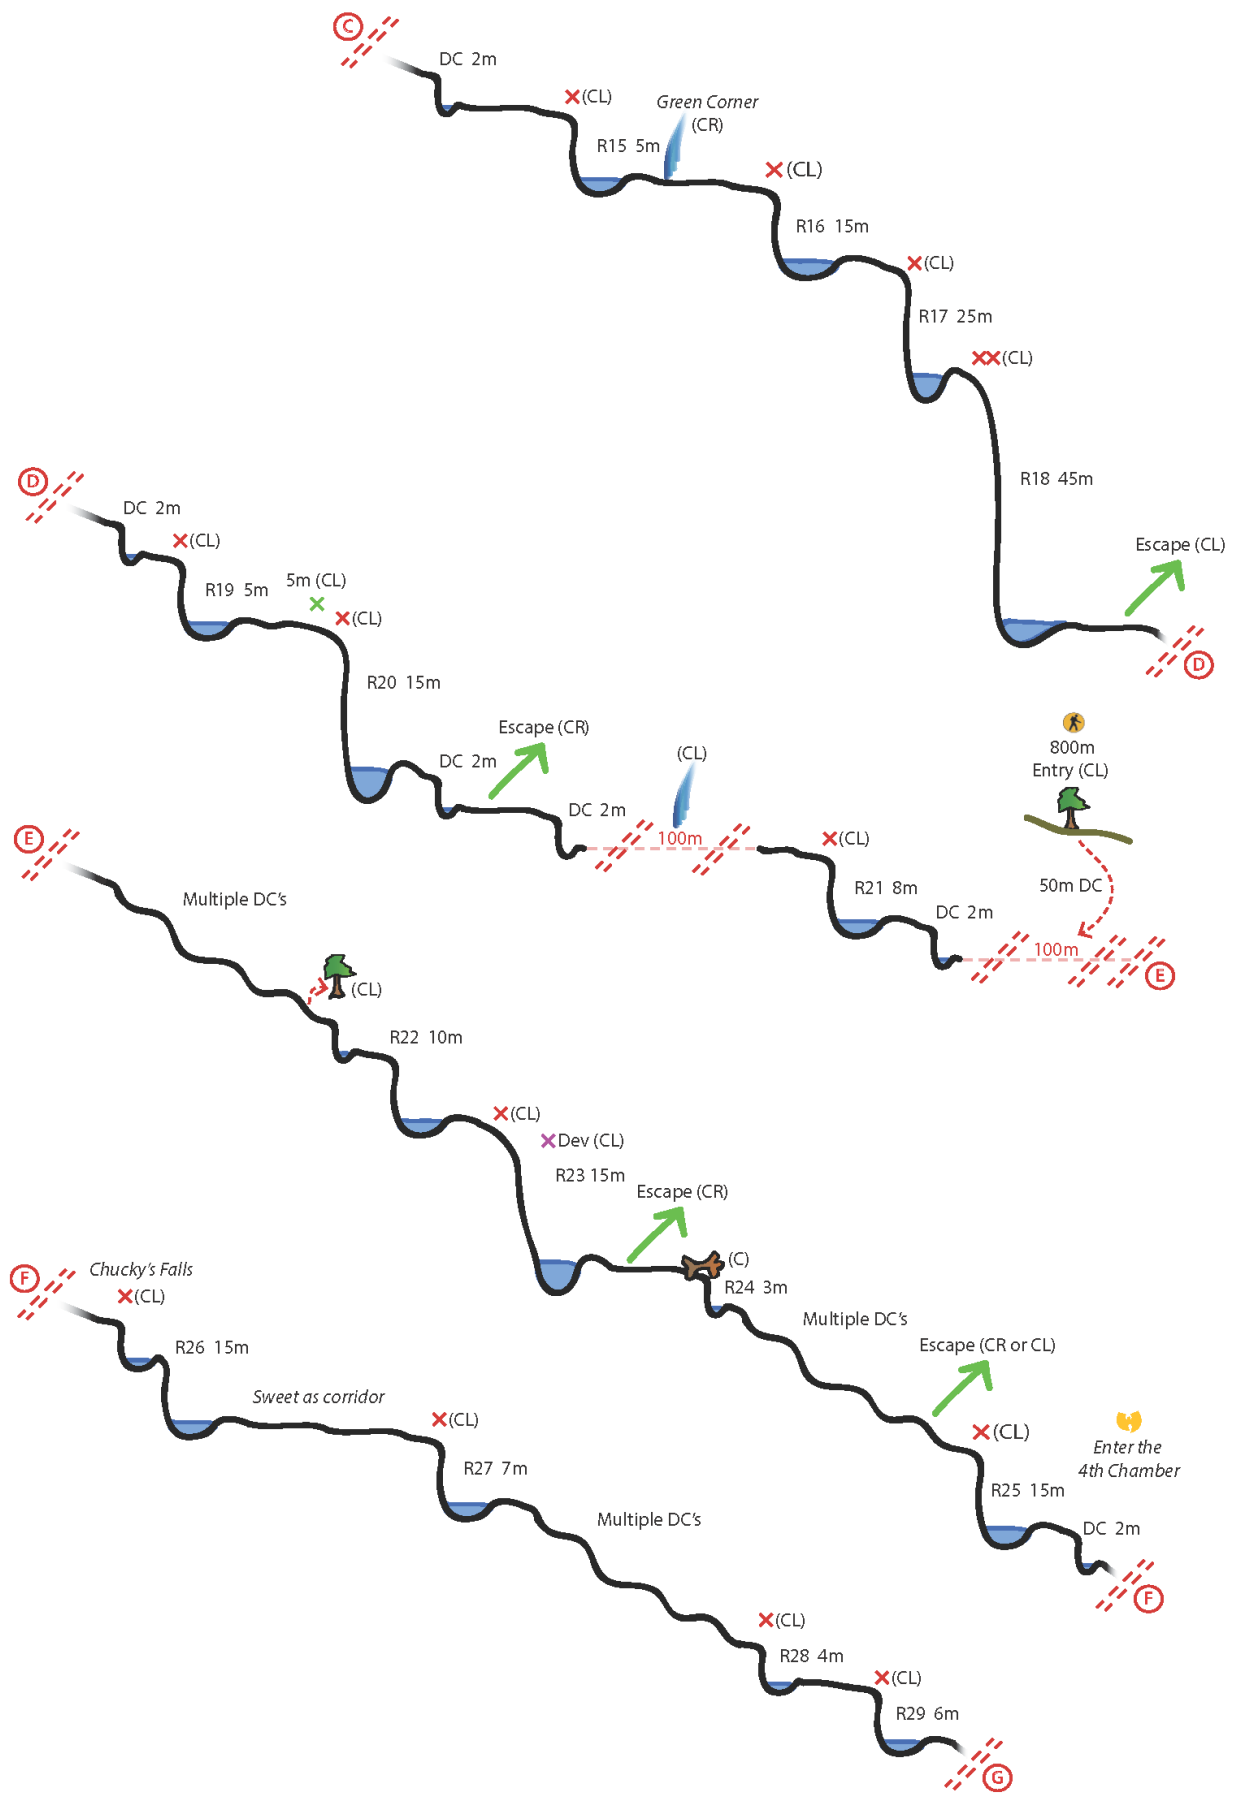 C
DC 2m
(CL)
Green Corner
(CR)
R15 5m
(CL)
R16 15m
(CL)
R17 25m
(CL)
R18 45m
Escape (CL)
D
D
DC 2m
(CL)
R19 5m
5m (CL)
(CL)
R20 15m
Escape (CR)
DC 2m
DC 2m
(CL)
100m
(CL)
R21 8m
DC 2m
800m
Entry (CL)
50m DC
100m
E
E
Multiple DC's
(CL)
R22 10m
(CL)
Dev (CL)
R23 15m
Escape (CR)
(C)
R24 3m
Multiple DC's
Escape (CR or CL)
(CL)
R25 15m
Enter the
4th Chamber
DC 2m
F
F
Chucky's Falls
(CL)
R26 15m
Sweet as corridor
(CL)
R27 7m
Multiple DC's
(CL)
R28 4m
(CL)
R29 6m
G